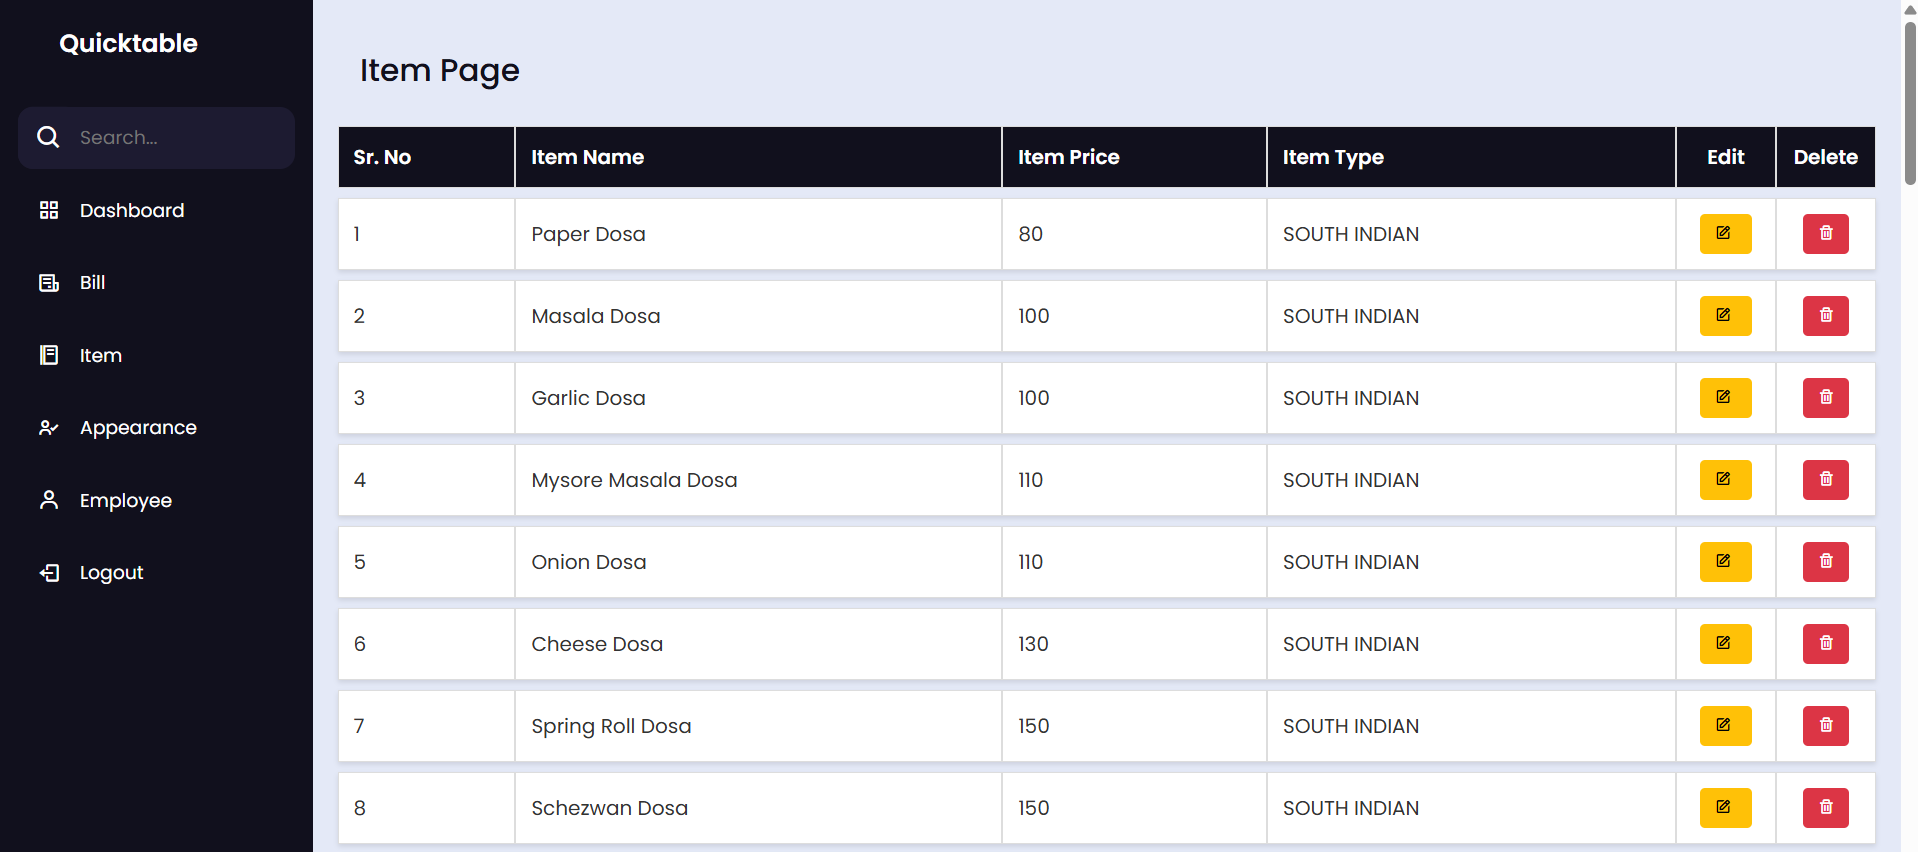 Quicktable
Search...
Dashboard
Bill
Item
Appearance
Employee
Logout
Item Page
Sr. No Item Name Item Price Item Type Edit Delete
1 Paper Dosa 80 SOUTH INDIAN
2 Masala Dosa 100 SOUTH INDIAN
3 Garlic Dosa 100 SOUTH INDIAN
4 Mysore Masala Dosa 110 SOUTH INDIAN
5 Onion Dosa 110 SOUTH INDIAN
6 Cheese Dosa 130 SOUTH INDIAN
7 Spring Roll Dosa 150 SOUTH INDIAN
8 Schezwan Dosa 150 SOUTH INDIAN